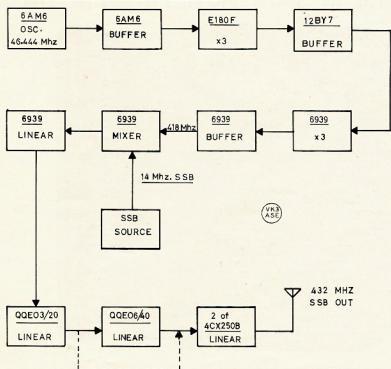 6AM6
OSC.
46.444 Mhz
6AM6
BUFFER
E180F
x3
12BY7
BUFFER
6939
LINEAR
6939
MIXER
418 Mhz
6939
BUFFER
6939
x3
14 Mhz. SSB
SSB
SOURCE
VK3
ASE
QQEO3/20
LINEAR
QQEO6/40
LINEAR
2 of
4CX250B
LINEAR
432 MHZ
SSB OUT